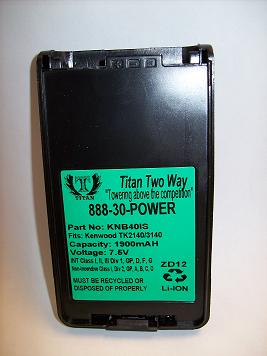 Titan Two Way
"Towering above the competition"
TITAN
888-30-POWER
Part No: KNB40IS
Fits: Kenwood TK2140/3140
Capacity: 1900mAH
Voltage: 7.5V
INT Class I, II, III Div 1, GP, D, F, G
Non-Incendive Class I, Div 2, GP, A, B, C, D
MUST BE RECYCLED OR
DISPOSED OF PROPERLY
ZD12
Li-ION